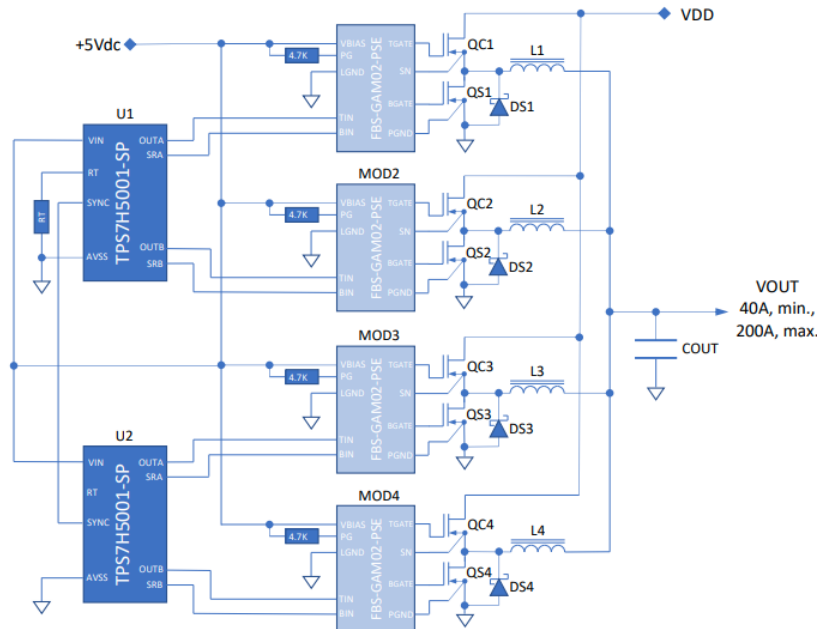 +5Vdc
VDD
U1
TPS7H5001-SP
VIN
RT
SYNC
AVSS
OUTA
SRA
OUTB
SRB
RT
4.7K
FBS-GAM02-PSE
VBIAS
PG
LGND
TIN
BIN
TGATE
SN
BGATE
PGND
QC1
QS1
DS1
L1
MOD2
4.7K
FBS-GAM02-PSE
VBIAS
PG
LGND
TIN
BIN
TGATE
SN
BGATE
PGND
QC2
QS2
DS2
L2
VOUT
40A, min.,
200A, max.
COUT
MOD3
4.7K
FBS-GAM02-PSE
VBIAS
PG
LGND
TIN
BIN
TGATE
SN
BGATE
PGND
QC3
QS3
DS3
L3
U2
TPS7H5001-SP
VIN
RT
SYNC
AVSS
OUTA
SRA
OUTB
SRB
MOD4
4.7K
FBS-GAM02-PSE
VBIAS
PG
LGND
TIN
BIN
TGATE
SN
BGATE
PGND
QC4
QS4
DS4
L4